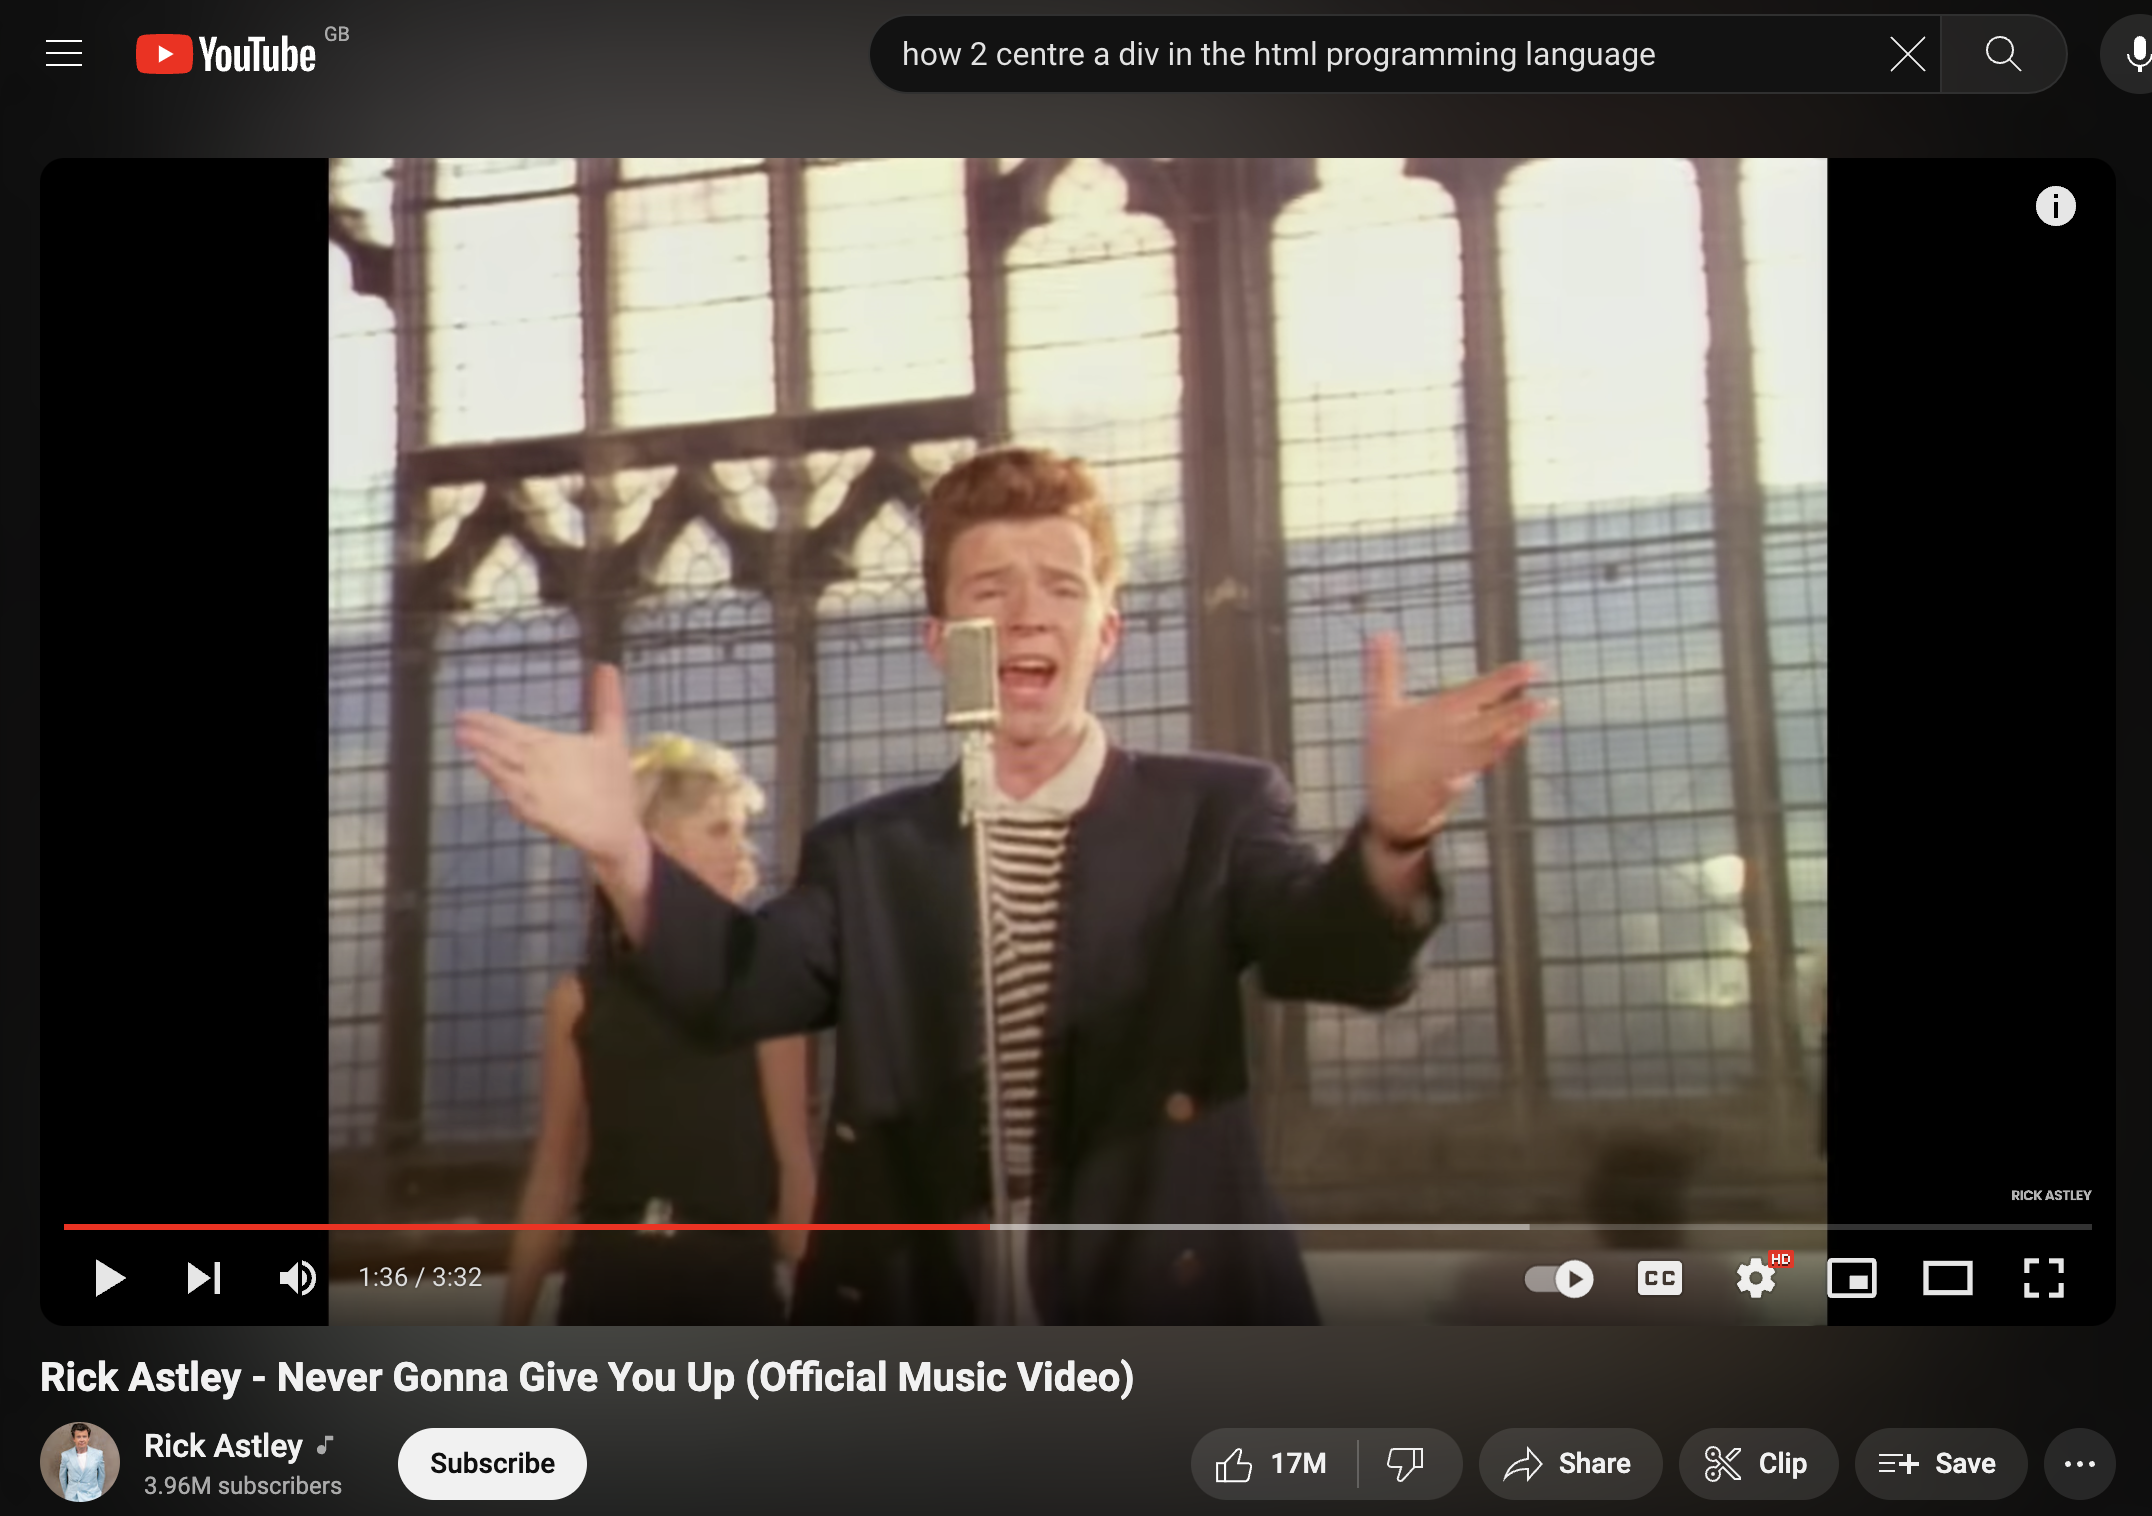 YouTube GB
how 2 centre a div in the html programming language
i
RICK ASTLEY
1:36 / 3:32
CC
HD
Rick Astley - Never Gonna Give You Up (Official Music Video)
Rick Astley
3.96M subscribers
Subscribe
17M
Share
Clip
Save